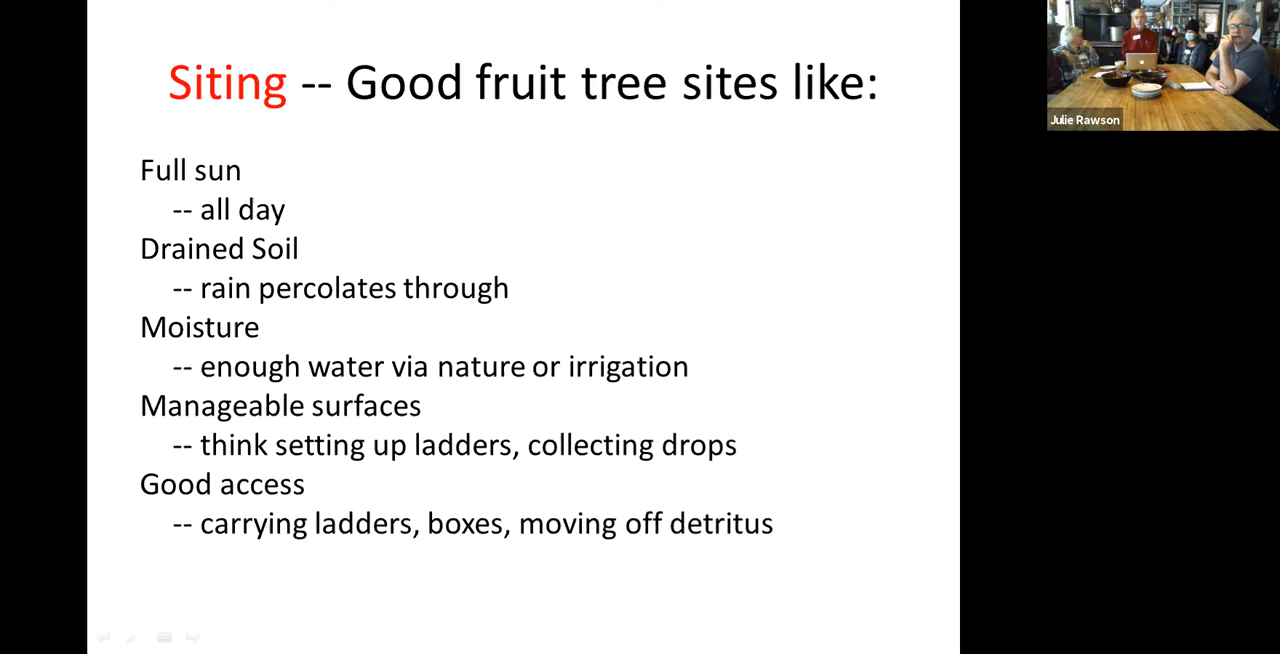 Siting -- Good fruit tree sites like:
Full sun
-- all day
Drained Soil
-- rain percolates through
Moisture
-- enough water via nature or irrigation
Manageable surfaces
-- think setting up ladders, collecting drops
Good access
-- carrying ladders, boxes, moving off detritus
Julie Rawson